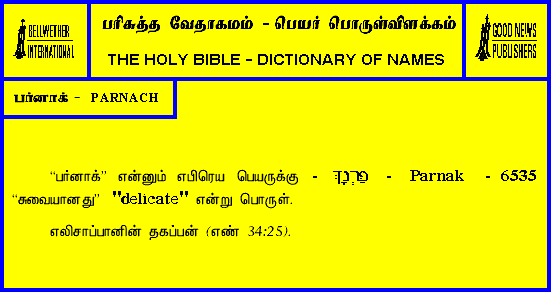 BELLWETHER
INTERNATIONAL
பரிசுத்த வேதாகமம் - பெயர் பொருள்விளக்கம்
THE HOLY BIBLE - DICTIONARY OF NAMES
GOOD NEWS
PUBLISHERS
பர்னாக் - PARNACH
“பர்னாக்” என்னும் எபிரெய பெயருக்கு - פַּרְנָךְ - Parnak - 6535
“சுவையானது” "delicate" என்று பொருள்.
எலிசாப்பானின் தகப்பன் (எண் 34:25).